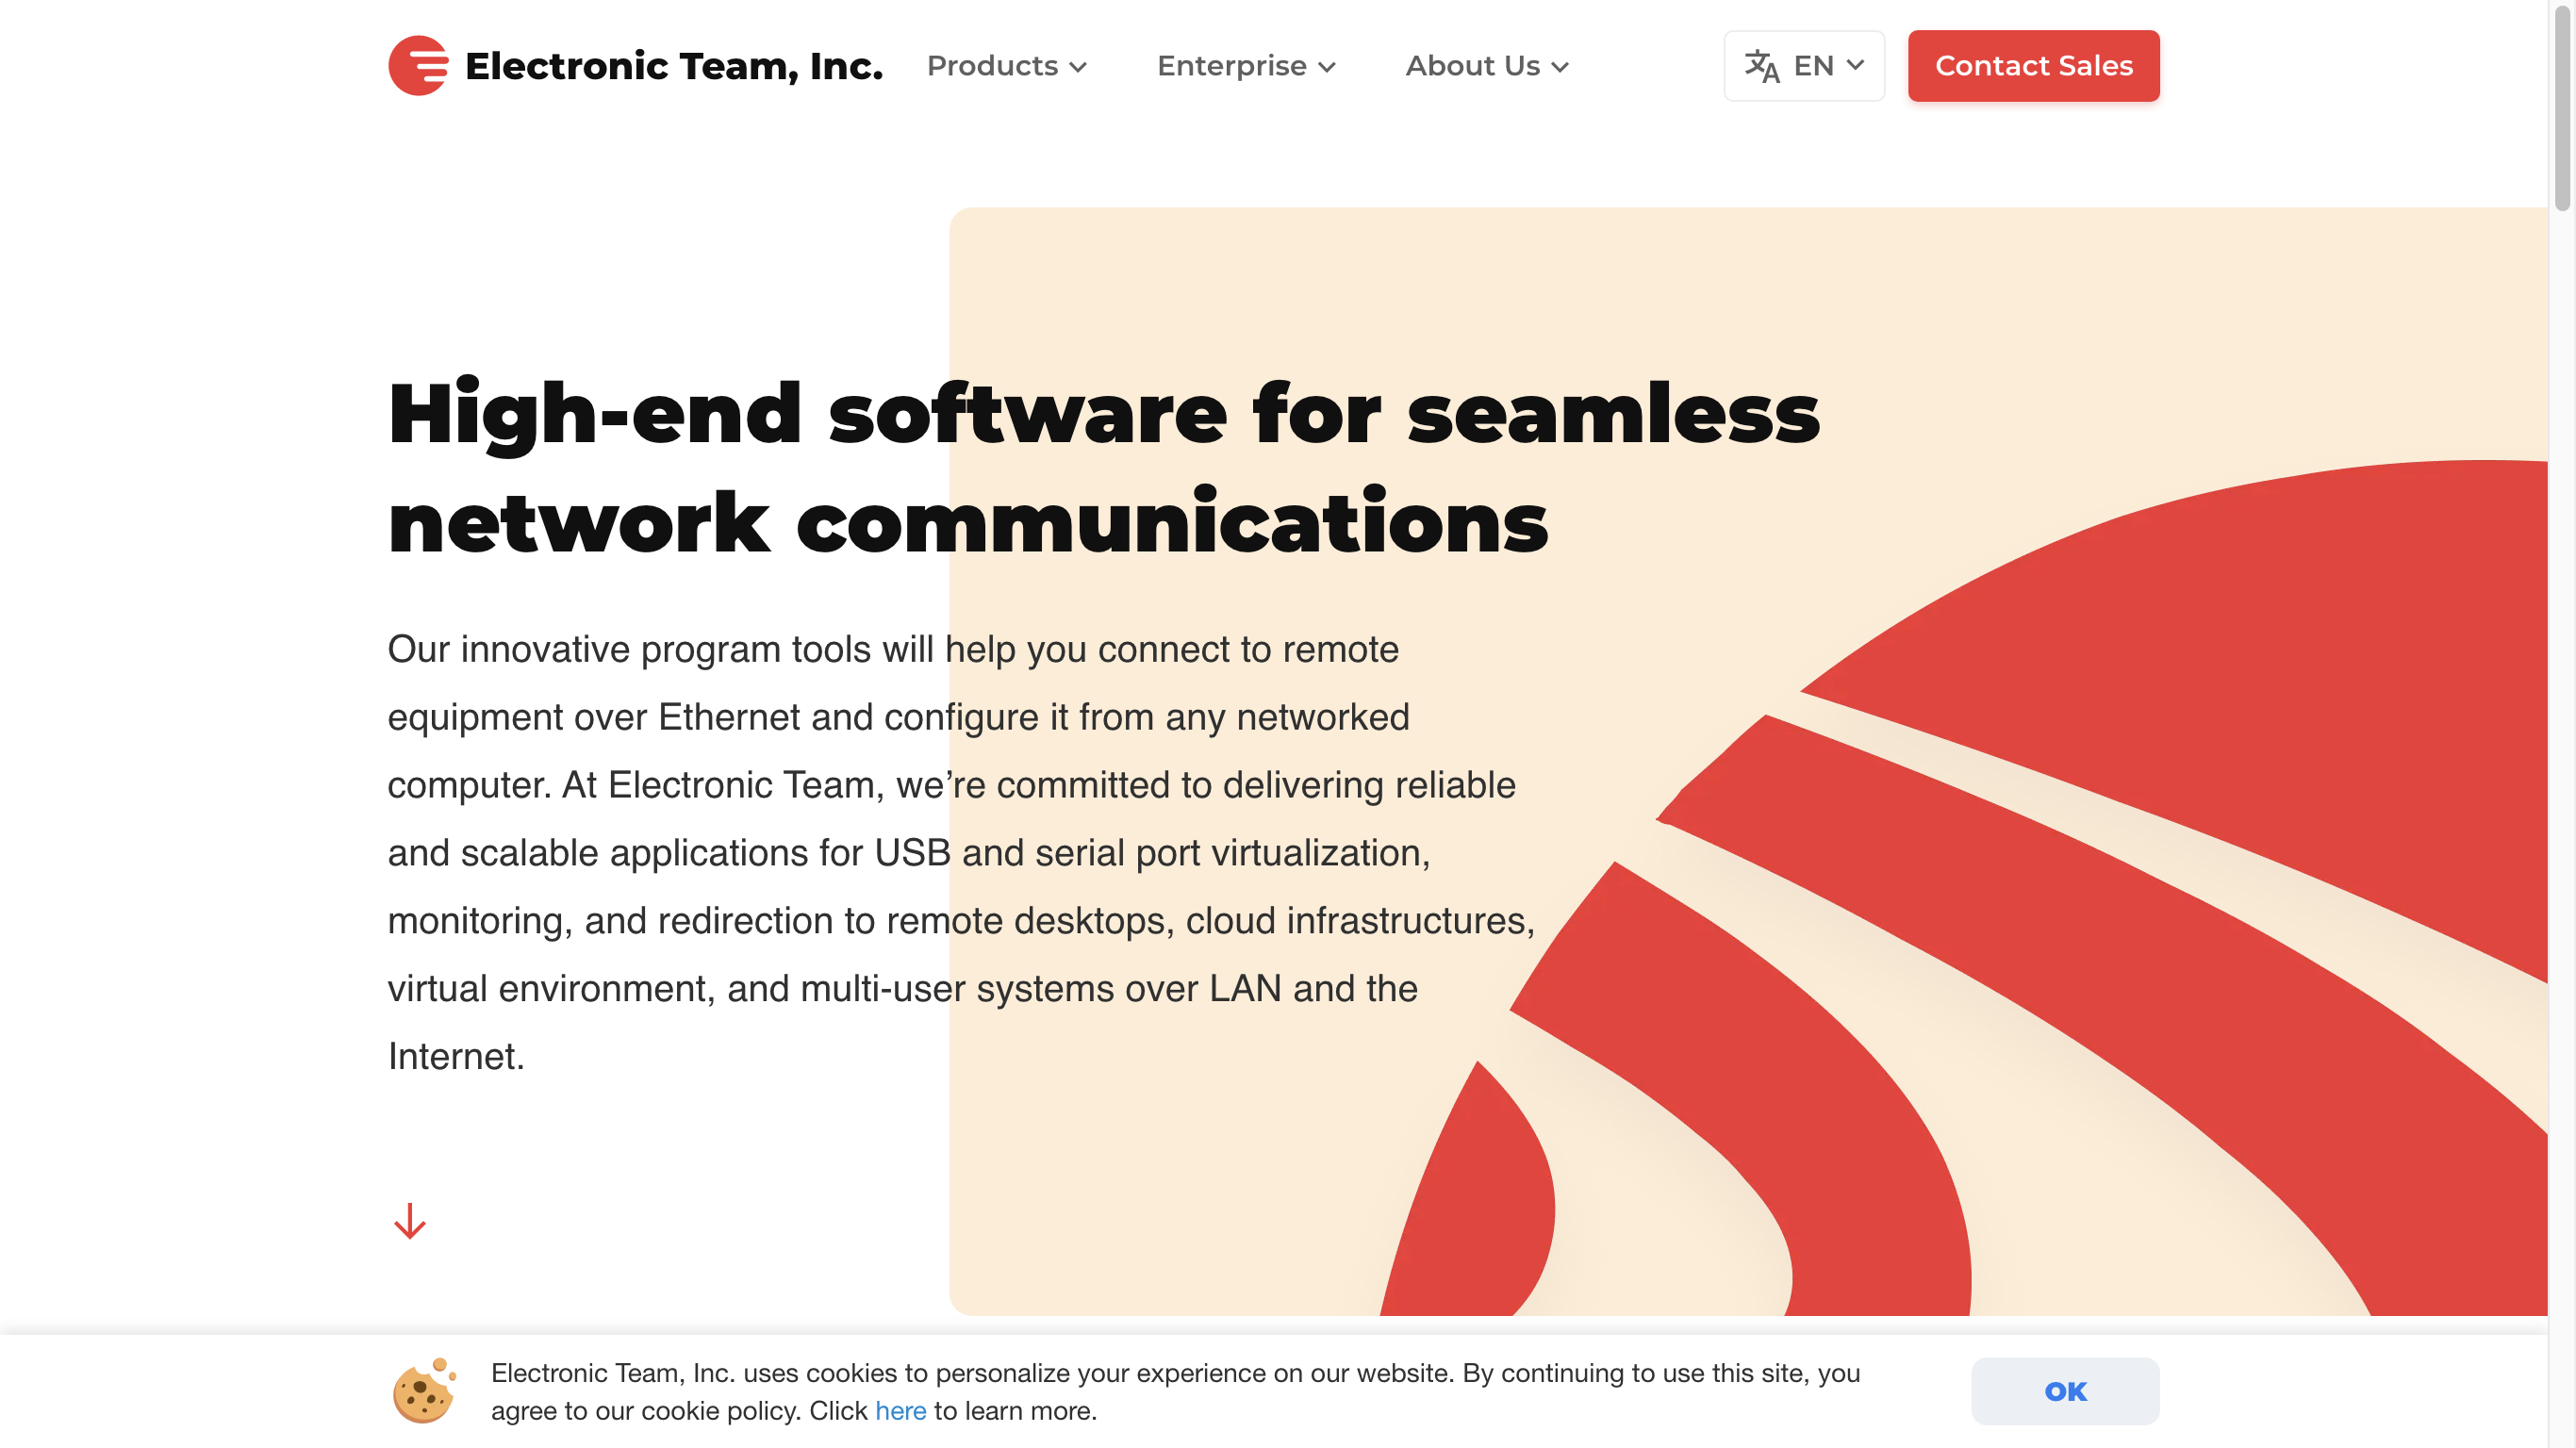 Electronic Team, Inc.
Products
Enterprise
About Us
EN
Contact Sales
High-end software for seamless
network communications
Our innovative program tools will help you connect to remote
equipment over Ethernet and configure it from any networked
computer. At Electronic Team, we’re committed to delivering reliable
and scalable applications for USB and serial port virtualization,
monitoring, and redirection to remote desktops, cloud infrastructures,
virtual environment, and multi-user systems over LAN and the
Internet.
Electronic Team, Inc. uses cookies to personalize your experience on our website. By continuing to use this site, you
agree to our cookie policy. Click here to learn more.
OK